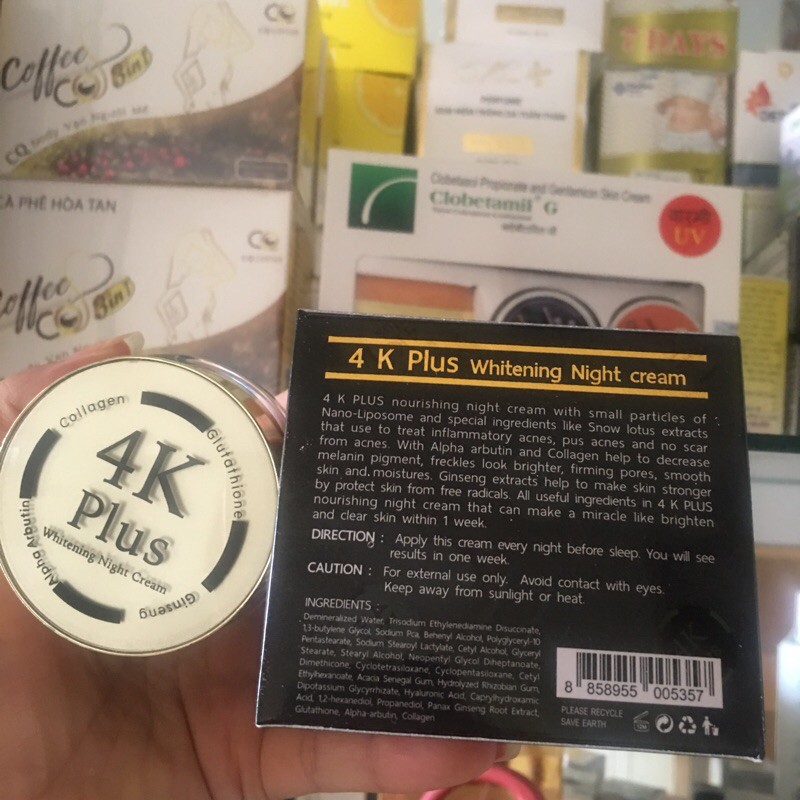 Coffee
CQ 3in1
CQ
CÀ PHÊ HÒA TAN
CQ
Coffee
CQ 3in1
7 DAYS
Clobetasol Propionate and Gentamicin Skin Cream
Clobetamil® G
UV
Collagen
Glutathione
Alpha Arbutin
Ginseng
4K
Plus
Whitening Night Cream
4 K Plus Whitening Night cream
4 K PLUS nourishing night cream with small particles of
Nano-Liposome and special ingredients like Snow lotus extracts
that use to treat inflammatory acnes, pus acnes and no scar
from acnes. With Alpha arbutin and Collagen help to decrease
melanin pigment, freckles look brighter, firming pores, smooth
skin and moistures. Ginseng extracts help to make skin stronger
by protect skin from free radicals. All useful ingredients in 4 K PLUS
nourishing night cream that can make a miracle like brighten
and clear skin within 1 week.
DIRECTION : Apply this cream every night before sleep. You will see
results in one week.
CAUTION : For external use only. Avoid contact with eyes.
Keep away from sunlight or heat.
INGREDIENTS :
Demineralized Water, Trisodium Ethylenediamine Disuccinate,
1,3-butylene Glycol, Sodium Pca, Behenyl Alcohol, Polyglyceryl-10
Pentastearate, Sodium Stearoyl Lactylate, Cetyl Alcohol, Glyceryl
Stearate, Stearyl Alcohol, Neopentyl Glycol Diheptanoate,
Dimethicone, Cyclotetrasiloxane, Cyclopentasiloxane, Cetyl
Ethylhexanoate, Acacia Senegal Gum, Hydrolyzed Rhizobian Gum,
Dipotassium Glycyrrhizate, Hyaluronic Acid, Caprylhydroxamic
Acid, 1,2-hexanediol, Propanediol, Panax Ginseng Root Extract,
Glutathione, Alpha-arbutin, Collagen
8 858955 005357
PLEASE RECYCLE
SAVE EARTH
12M